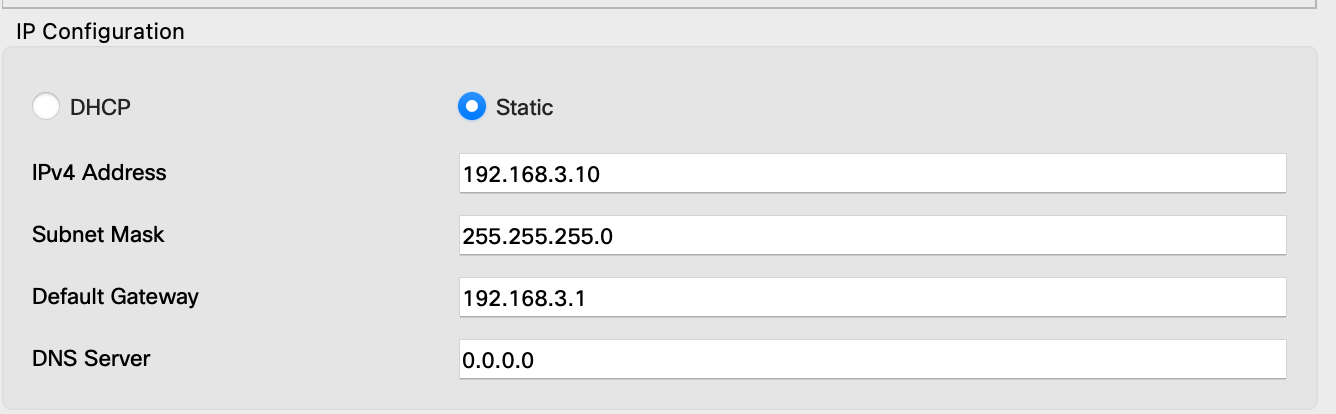 IP Configuration
DHCP Static
IPv4 Address 192.168.3.10
Subnet Mask 255.255.255.0
Default Gateway 192.168.3.1
DNS Server 0.0.0.0